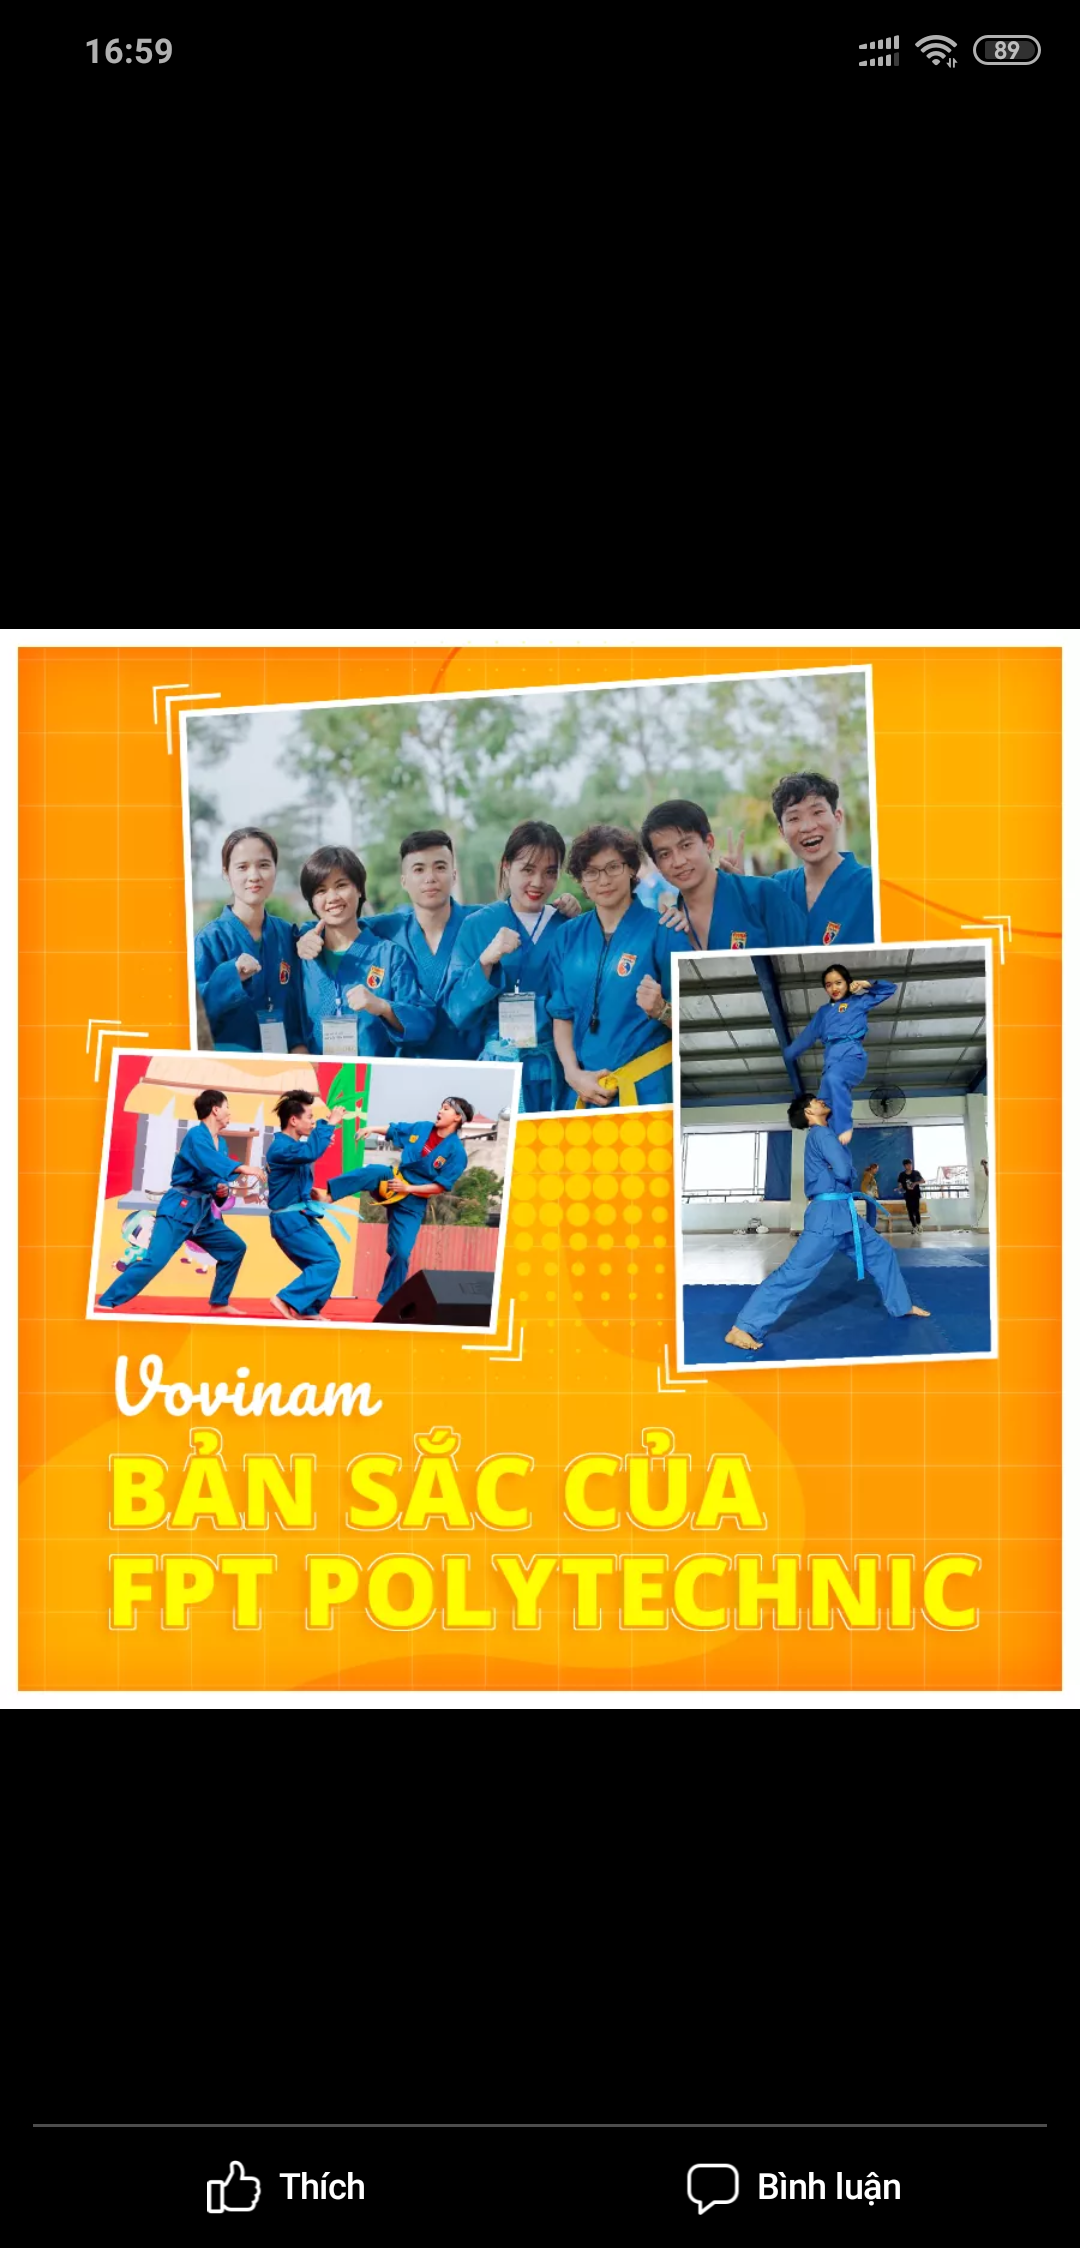 16:59
89
Vovinam
BẢN SẮC CỦA
FPT POLYTECHNIC
Thích
Bình luận